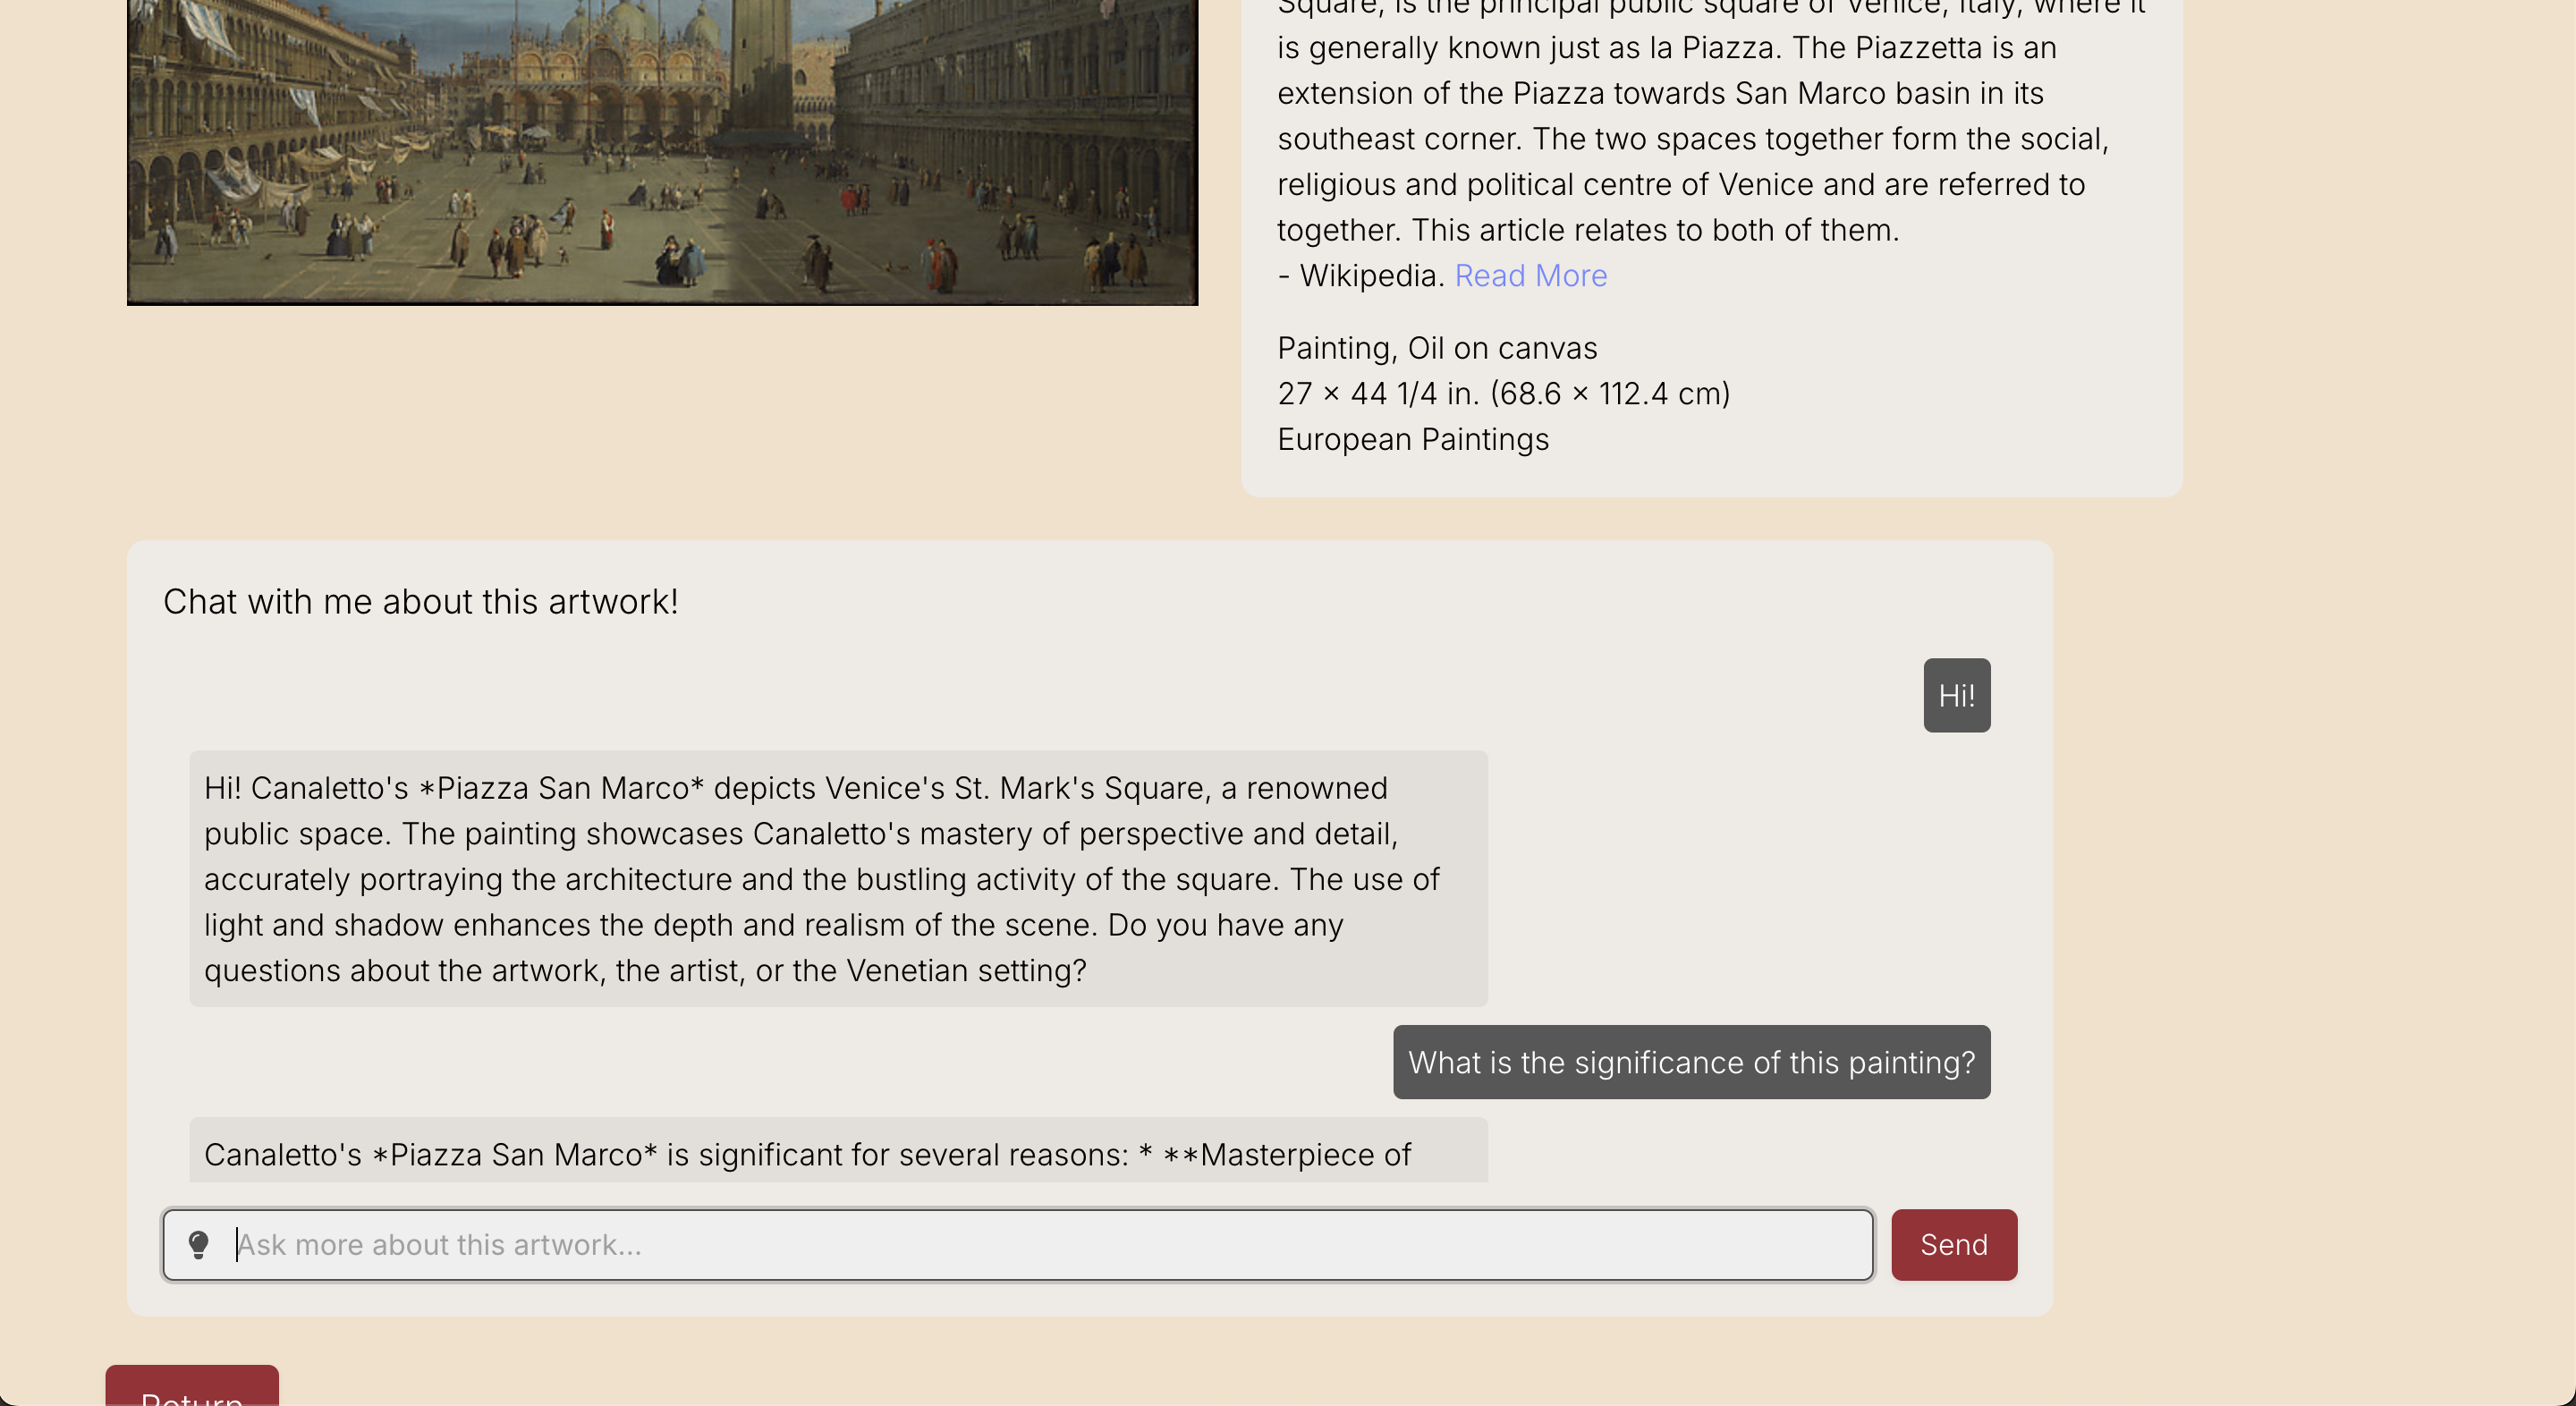 Square, is the principal public square of Venice, Italy, where it
is generally known just as la Piazza. The Piazzetta is an
extension of the Piazza towards San Marco basin in its
southeast corner. The two spaces together form the social,
religious and political centre of Venice and are referred to
together. This article relates to both of them.
- Wikipedia. Read More
Painting, Oil on canvas
27 × 44 1/4 in. (68.6 × 112.4 cm)
European Paintings
Chat with me about this artwork!
Hi!
Hi! Canaletto's *Piazza San Marco* depicts Venice's St. Mark's Square, a renowned
public space. The painting showcases Canaletto's mastery of perspective and detail,
accurately portraying the architecture and the bustling activity of the square. The use of
light and shadow enhances the depth and realism of the scene. Do you have any
questions about the artwork, the artist, or the Venetian setting?
What is the significance of this painting?
Canaletto's *Piazza San Marco* is significant for several reasons: * **Masterpiece of
Ask more about this artwork...
Send
Return